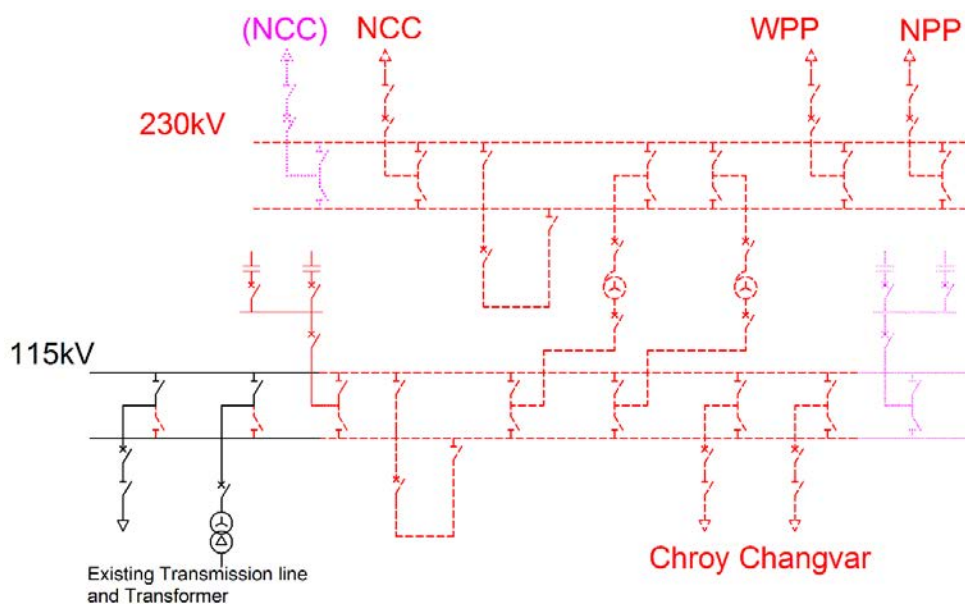 (NCC) NCC WPP NPP
230kV
115kV
Chroy Changvar
Existing Transmission line
and Transformer